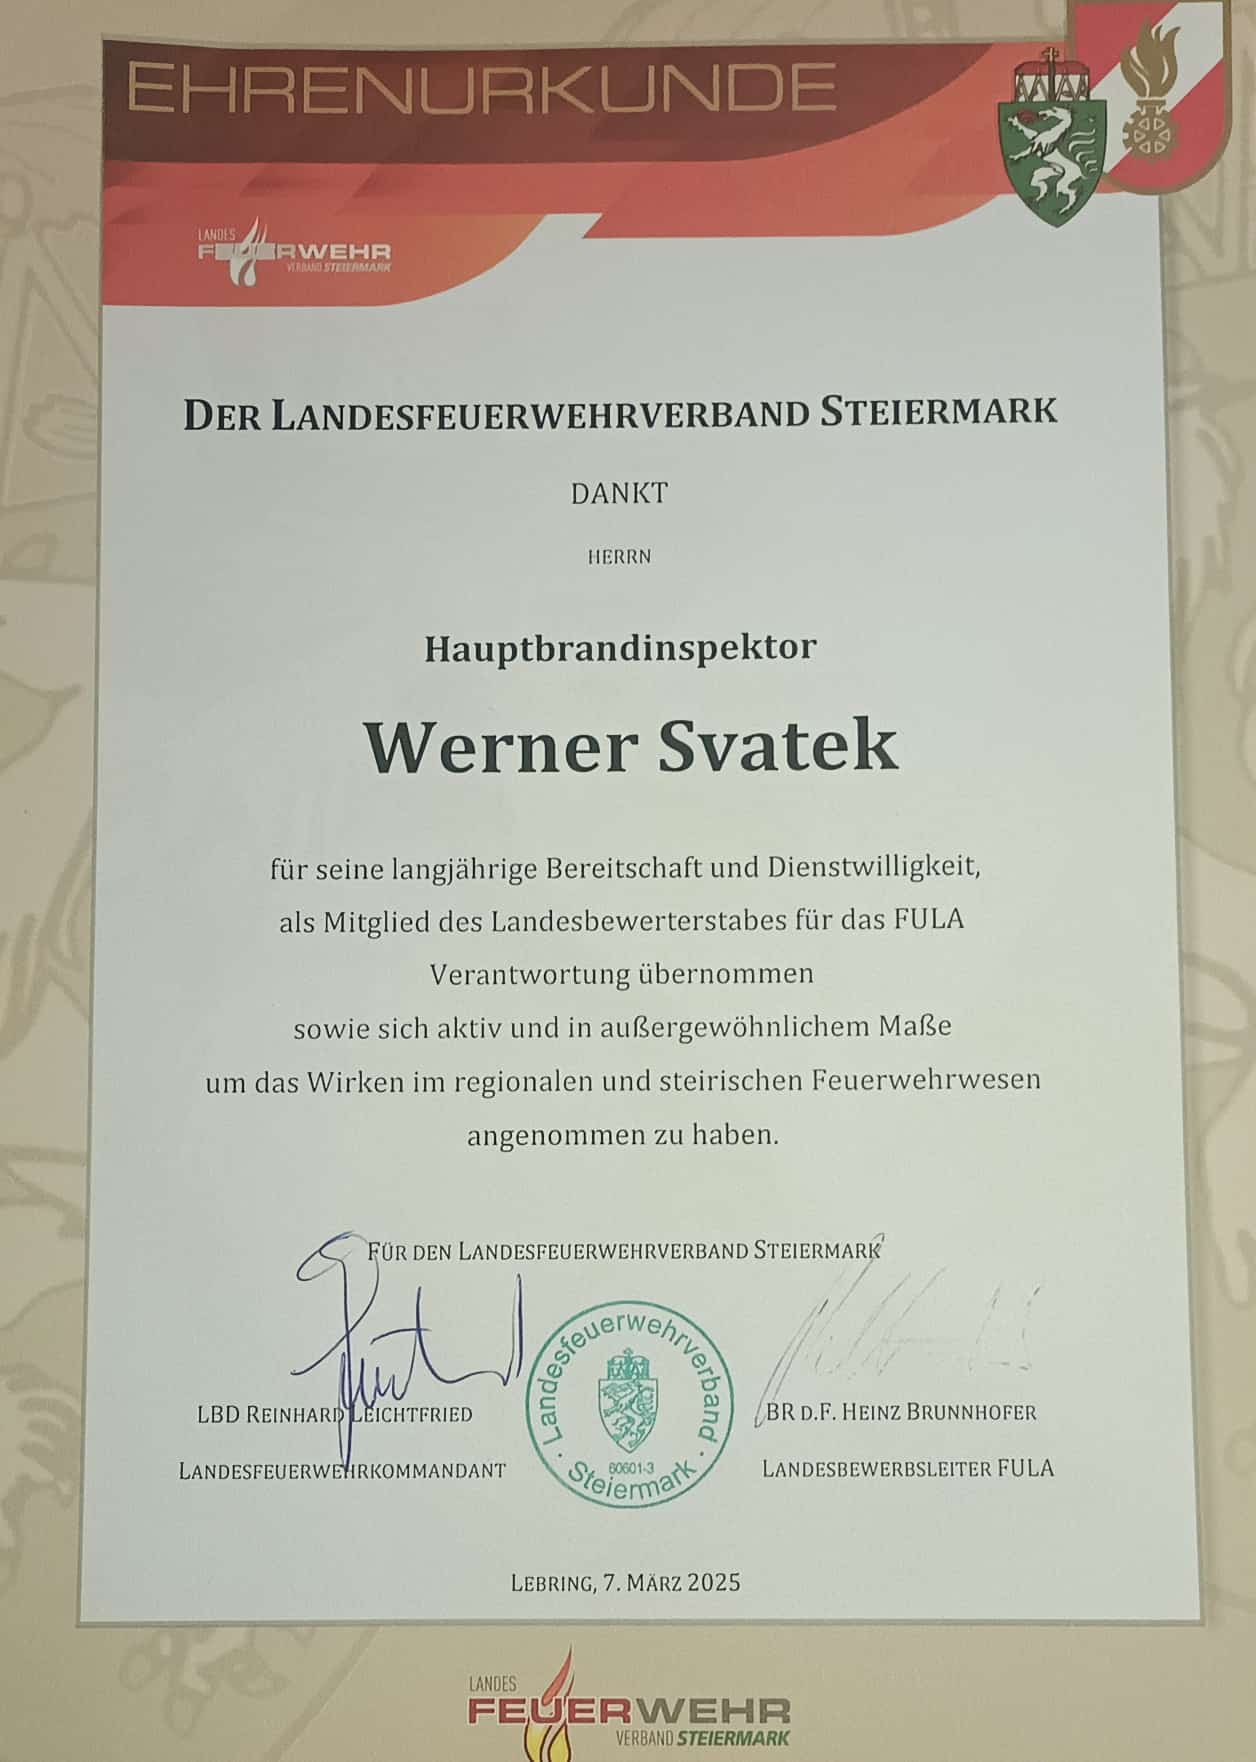 EHRENURKUNDE
LANDES
FEUERWEHR
VERBAND STEIERMARK
DER LANDESFEUERWEHRVERBAND STEIERMARK
DANKT
HERRN
Hauptbrandinspektor
Werner Svatek
für seine langjährige Bereitschaft und Dienstwilligkeit,
als Mitglied des Landesbewerterstabes für das FULA
Verantwortung übernommen
sowie sich aktiv und in außergewöhnlichem Maße
um das Wirken im regionalen und steirischen Feuerwehrwesen
angenommen zu haben.
FÜR DEN LANDESFEUERWEHRVERBAND STEIERMARK
LBD REINHARD LEICHTFRIED
LANDESFEUERWEHRKOMMANDANT
Landesfeuerwehrverband
60601-3
Steiermark
BR D.F. HEINZ BRUNNHOFER
LANDESBEWERBSLEITER FULA
LEBRING, 7. MÄRZ 2025
LANDES
FEUERWEHR
VERBAND STEIERMARK